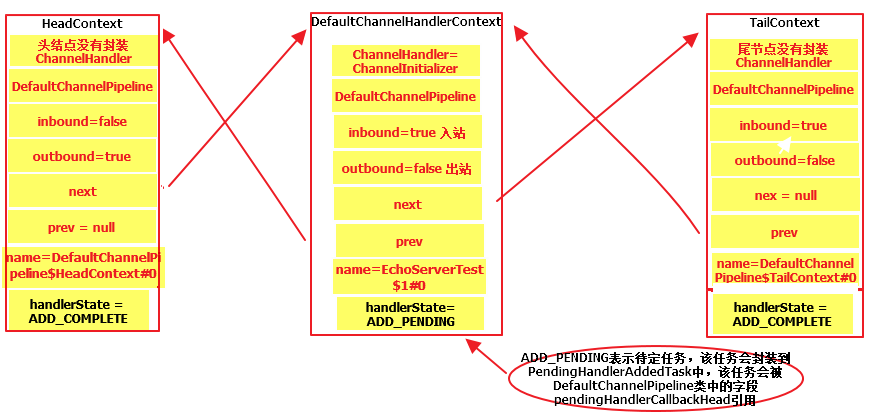 HeadContext
头结点没有封装
ChannelHandler
DefaultChannelPipeline
inbound=false
outbound=true
next
prev = null
name=DefaultChannelPi
peline$HeadContext#0
handlerState =
ADD_COMPLETE
DefaultChannelHandlerContext
ChannelHandler=
ChannelInitializer
DefaultChannelPipeline
inbound=true 入站
outbound=false 出站
next
prev
name=EchoServerTest
$1#0
handlerState=
ADD_PENDING
TailContext
尾节点没有封装
ChannelHandler
DefaultChannelPipeline
inbound=true
outbound=false
nex = null
prev
name=DefaultChannel
Pipeline$TailContext#0
handlerState =
ADD_COMPLETE
ADD_PENDING表示待定任务，该任务会封装到
PendingHandlerAddedTask中，该任务会被
DefaultChannelPipeline类中的字段
pendingHandlerCallbackHead引用